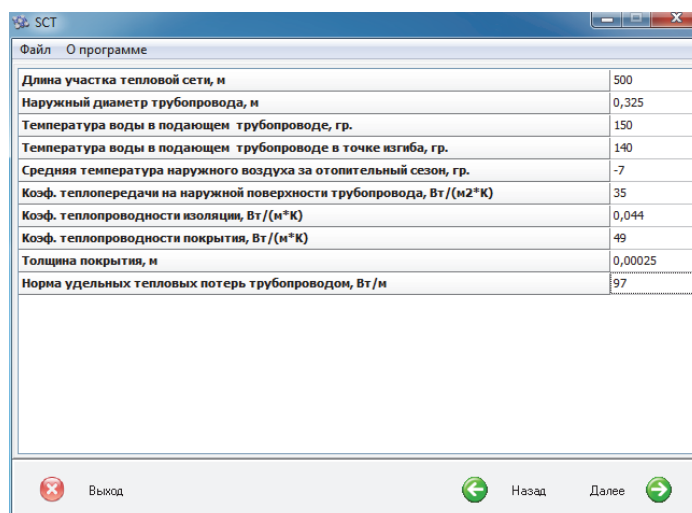 SCT
Файл О программе
Длина участка тепловой сети, м 500
Наружный диаметр трубопровода, м 0,325
Температура воды в подающем трубопроводе, гр. 150
Температура воды в подающем трубопроводе в точке изгиба, гр. 140
Средняя температура наружного воздуха за отопительный сезон, гр. -7
Коэф. теплопередачи на наружной поверхности трубопровода, Вт/(м2*К) 35
Коэф. теплопроводности изоляции, Вт/(м*К) 0,044
Коэф. теплопроводности покрытия, Вт/(м*К) 49
Толщина покрытия, м 0,00025
Норма удельных тепловых потерь трубопроводом, Вт/м 97
Выход Назад Далее